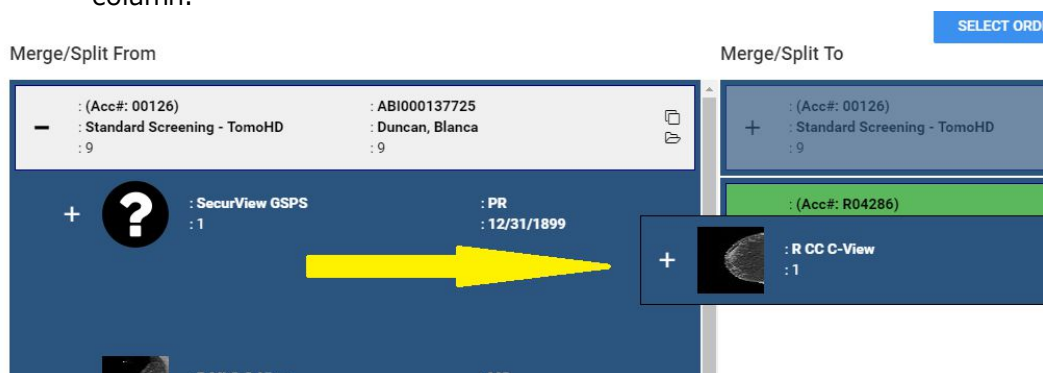 column.
SELECT ORD
Merge/Split From
Merge/Split To
: (Acc#: 00126)
: ABI000137725
: Standard Screening - TomoHD
: Duncan, Blanca
: 9
: 9
: (Acc#: 00126)
: Standard Screening - TomoHD
: 9
: SecurView GSPS
: PR
: 1
: 12/31/1899
: (Acc#: R04286)
: R CC C-View
: 1